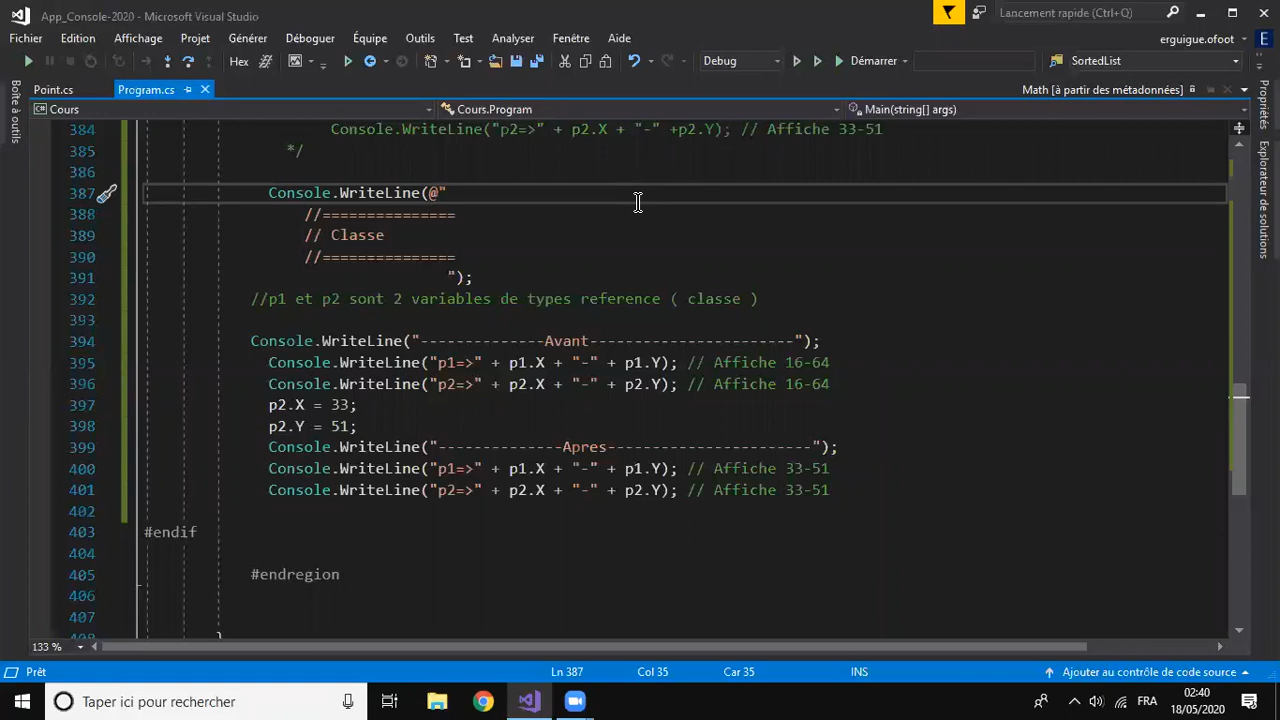 App_Console-2020 - Microsoft Visual Studio
Lancement rapide (Ctrl+Q)
Fichier Edition Affichage Projet Générer Déboguer Équipe Outils Test Analyser Fenêtre Aide
erguigue.ofoot E
Hex Debug Démarrer SortedList
Point.cs Program.cs Math [à partir des métadonnées]
Boîte à outils
Propriétés
Explorateur de solutions
Cours Cours.Program Main(string[] args)
384 Console.WriteLine("p2=>" + p2.X + "-" +p2.Y); // Affiche 33-51
385 */
386
387 Console.WriteLine(@"
388 //===============
389 // Classe
390 //===============
391 ");
392 //p1 et p2 sont 2 variables de types reference ( classe )
393
394 Console.WriteLine("--------------Avant-----------------------");
395 Console.WriteLine("p1=>" + p1.X + "-" + p1.Y); // Affiche 16-64
396 Console.WriteLine("p2=>" + p2.X + "-" + p2.Y); // Affiche 16-64
397 p2.X = 33;
398 p2.Y = 51;
399 Console.WriteLine("--------------Apres-----------------------");
400 Console.WriteLine("p1=>" + p1.X + "-" + p1.Y); // Affiche 33-51
401 Console.WriteLine("p2=>" + p2.X + "-" + p2.Y); // Affiche 33-51
402
403 #endif
404
405 #endregion
406
407
408 }
133 %
Prêt Ln 387 Col 35 Car 35 INS Ajouter au contrôle de code source
Taper ici pour rechercher
FRA 02:40
18/05/2020